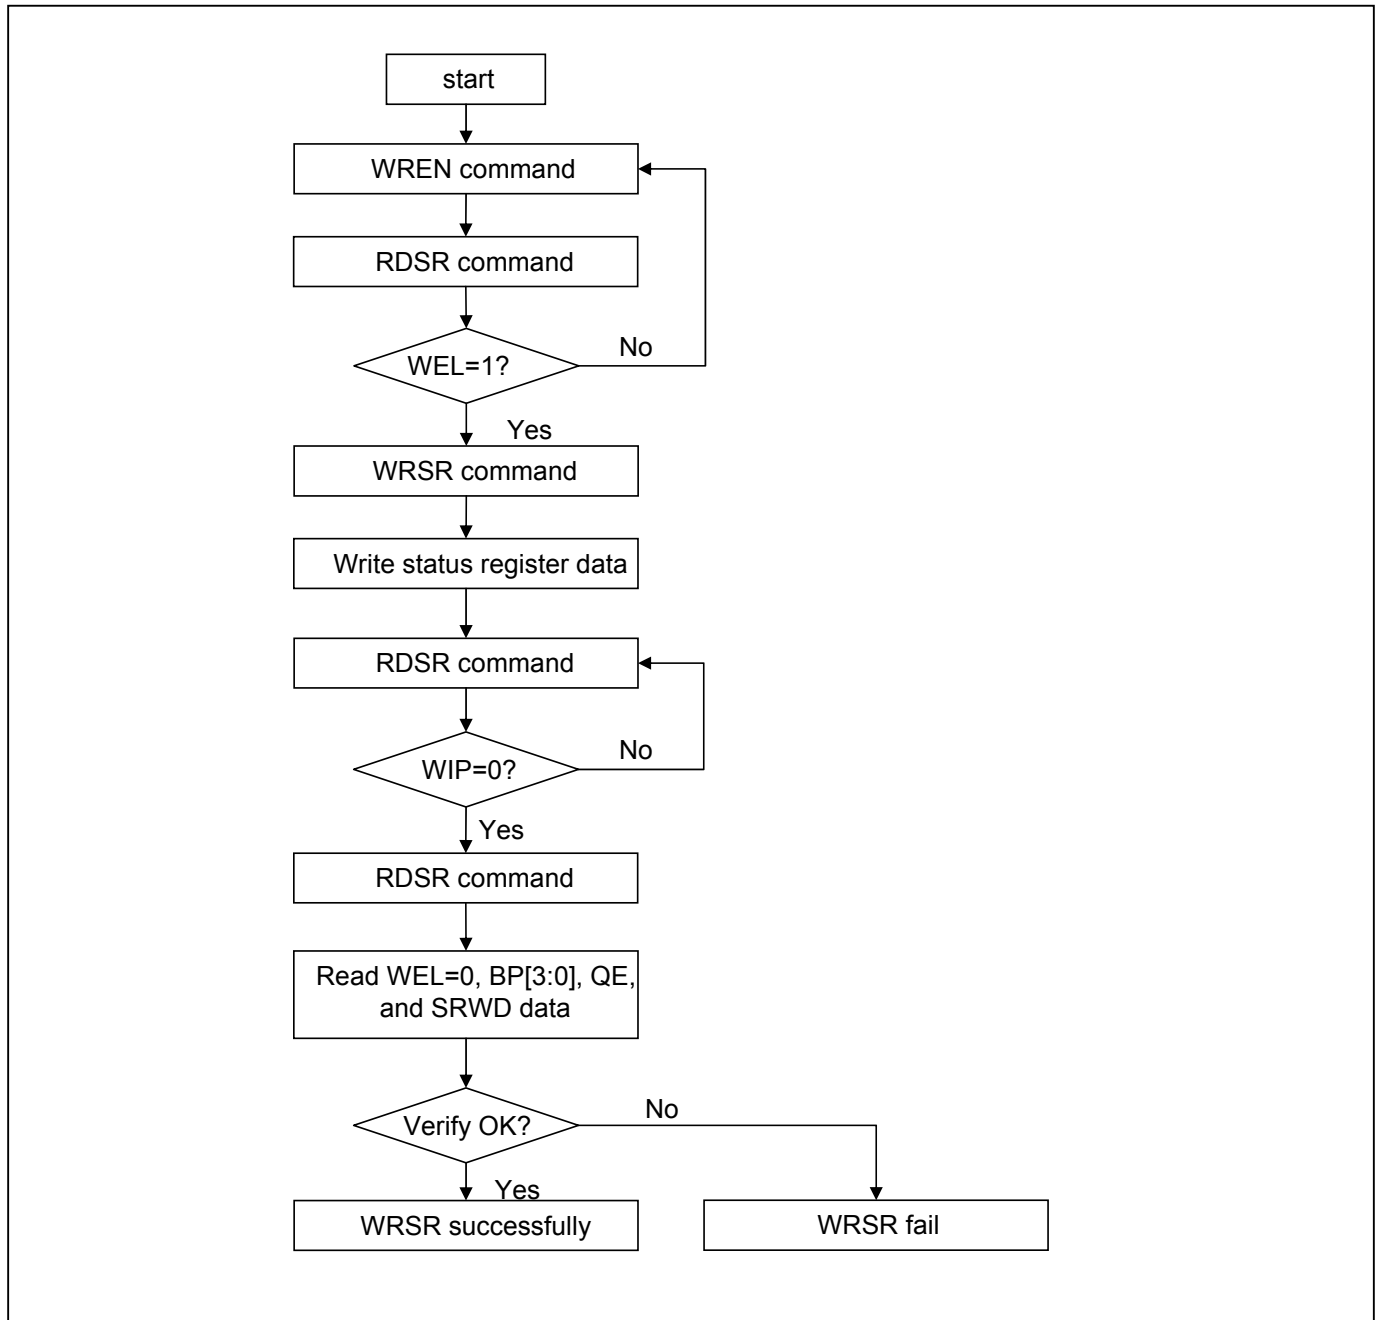 start
WREN command
RDSR command
WEL=1?
No
Yes
WRSR command
Write status register data
RDSR command
WIP=0?
No
Yes
RDSR command
Read WEL=0, BP[3:0], QE,
and SRWD data
Verify OK?
No
Yes
WRSR successfully
WRSR fail